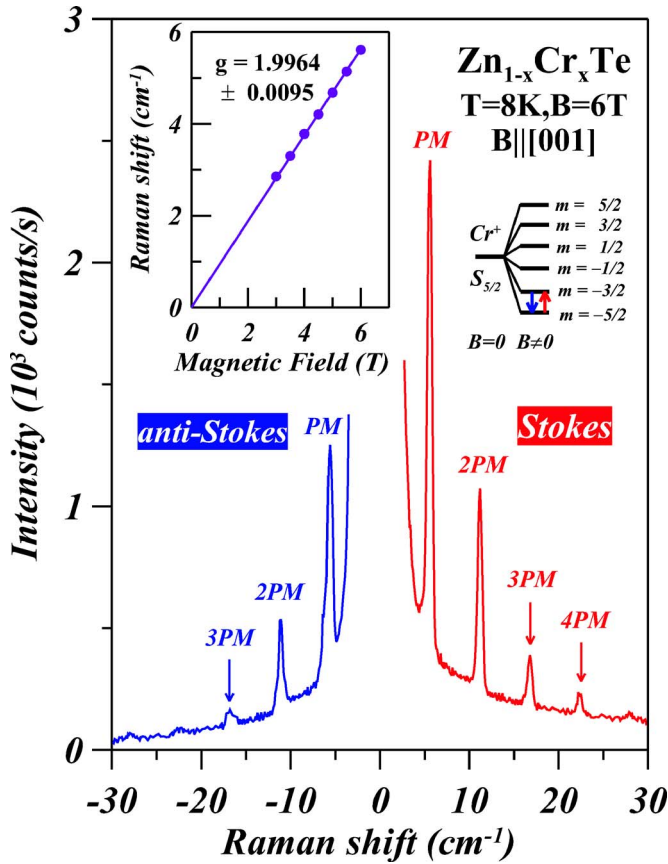 3
2
1
0
Intensity (10³ counts/s)
-30
-20
-10
0
10
20
30
Raman shift (cm⁻¹)
6
4
2
0
Raman shift (cm⁻¹)
g = 1.9964
± 0.0095
0
2
4
6
Magnetic Field (T)
Zn₁₋ₓCrₓTe
T=8K,B=6T
B||[001]
PM
Cr⁺
S₅/₂
m = 5/2
m = 3/2
m = 1/2
m = −1/2
m = −3/2
m = −5/2
B=0 B≠0
anti-Stokes
PM
Stokes
2PM
2PM
3PM
3PM
4PM